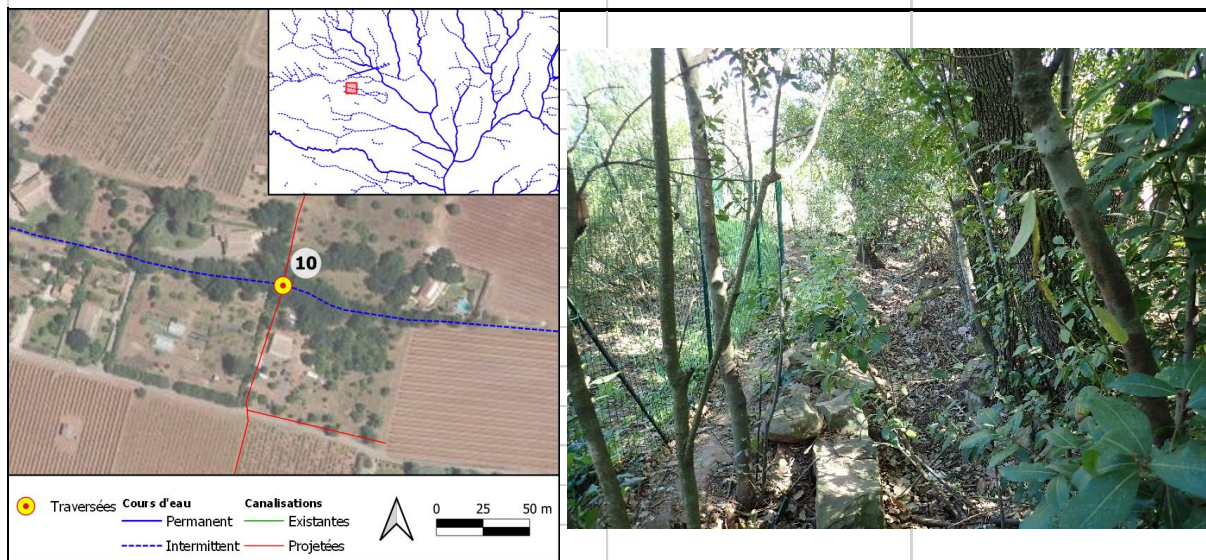 10
Traversées
Cours d'eau
Permanent
Intermittent
Canalisations
Existantes
Projetées
0 25 50 m